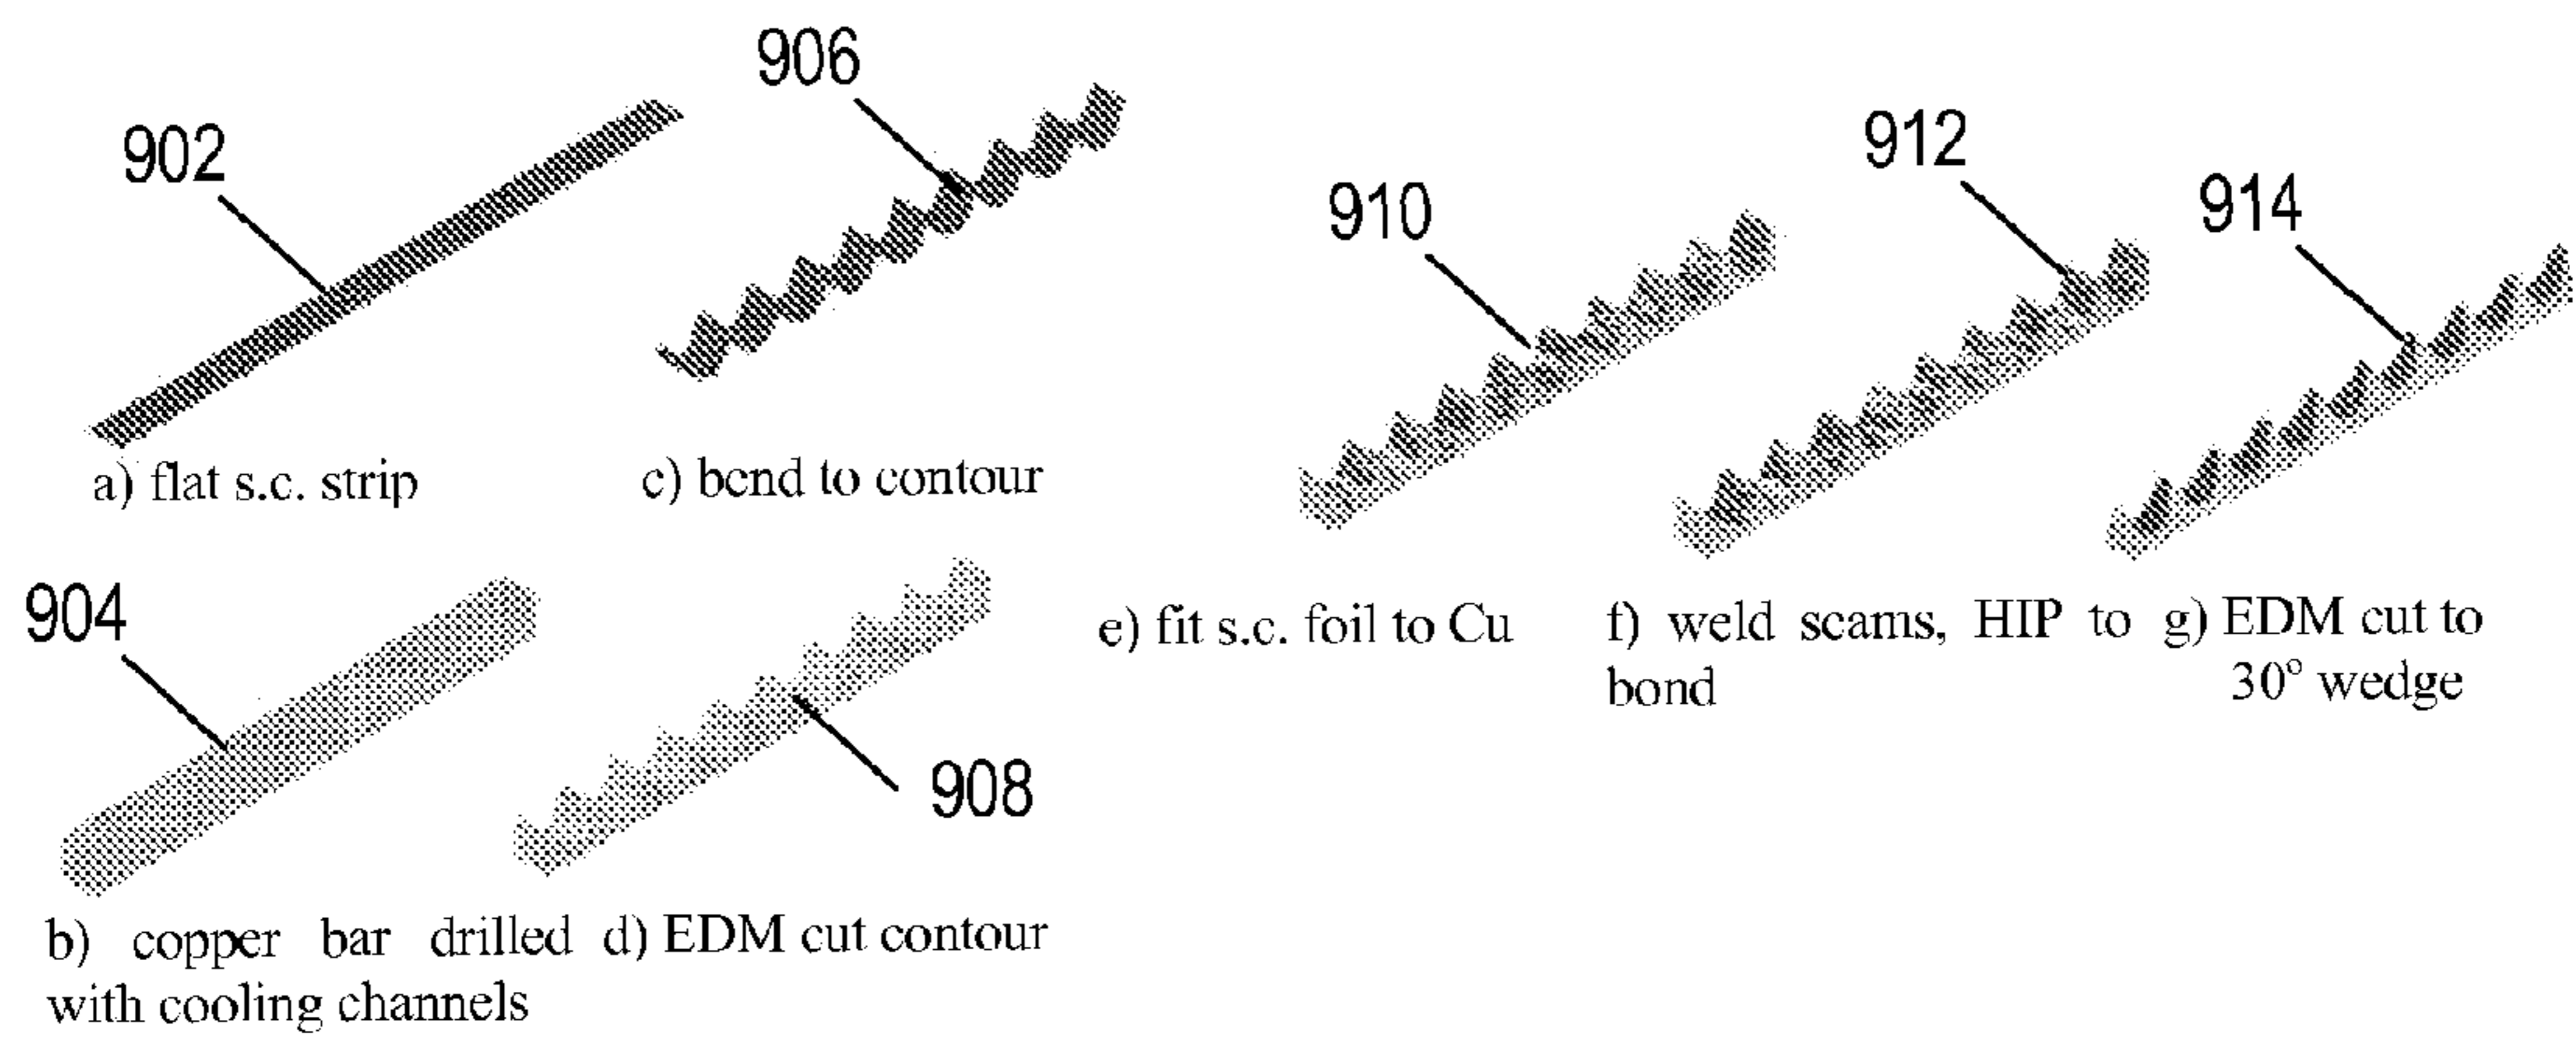 906
902
912
914
910
a) flat s.c. strip
c) bend to contour
904
e) fit s.c. foil to Cu
f) weld seams, HIP to
bond
g) EDM cut to
30° wedge
908
b) copper bar drilled
with cooling channels
d) EDM cut contour